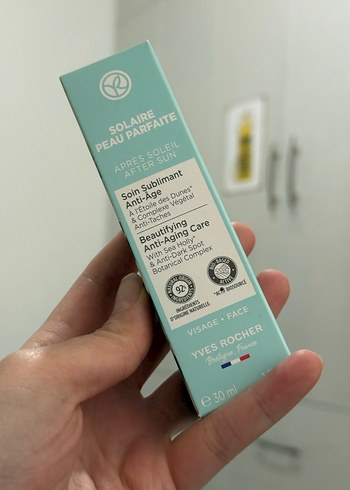 SOLAIRE
PEAU PARFAITE
APRÈS SOLEIL
AFTER SUN
Soin Sublimant
Anti-Âge
À l'Étoile des Dunes*
& Complexe Végétal
Anti-Taches
Beautifying
Anti-Aging Care
With Sea Holly*
& Anti-Dark Spot
Botanical Complex
92%
INGRÉDIENTS
D'ORIGINE NATURELLE
VISAGE • FACE
YVES ROCHER
Bretagne, France
e 30 ml